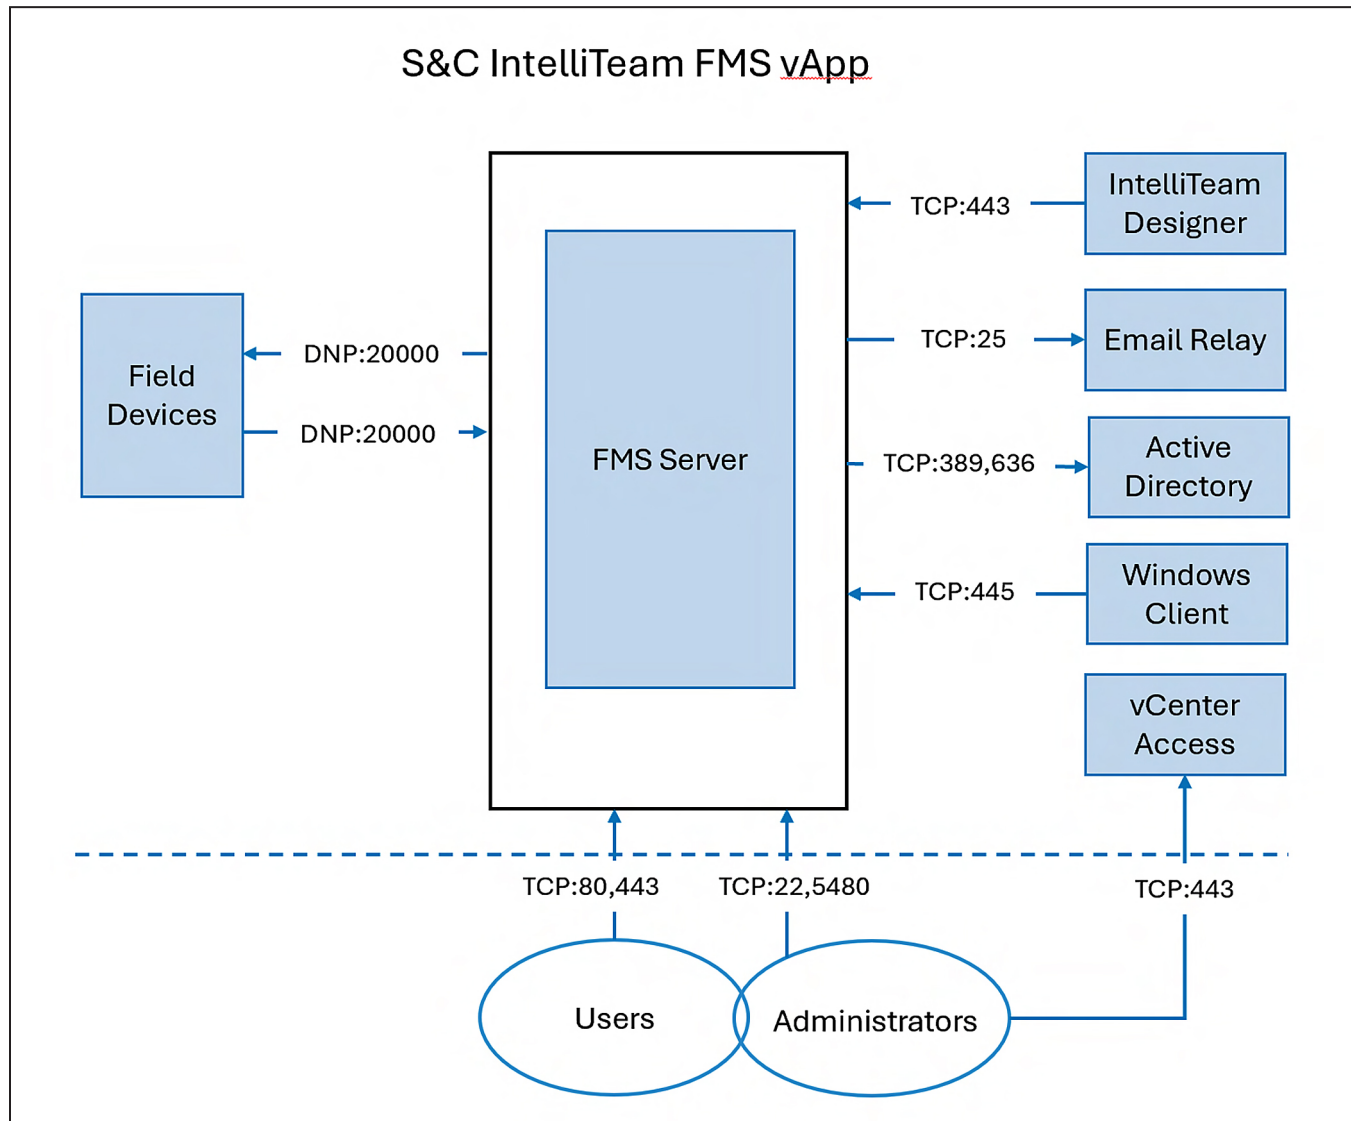 S&C IntelliTeam FMS vApp
TCP:443
IntelliTeam
Designer
TCP:25
Email Relay
DNP:20000
Field
Devices
DNP:20000
FMS Server
TCP:389,636
Active
Directory
TCP:445
Windows
Client
vCenter
Access
TCP:80,443
TCP:22,5480
TCP:443
Users
Administrators